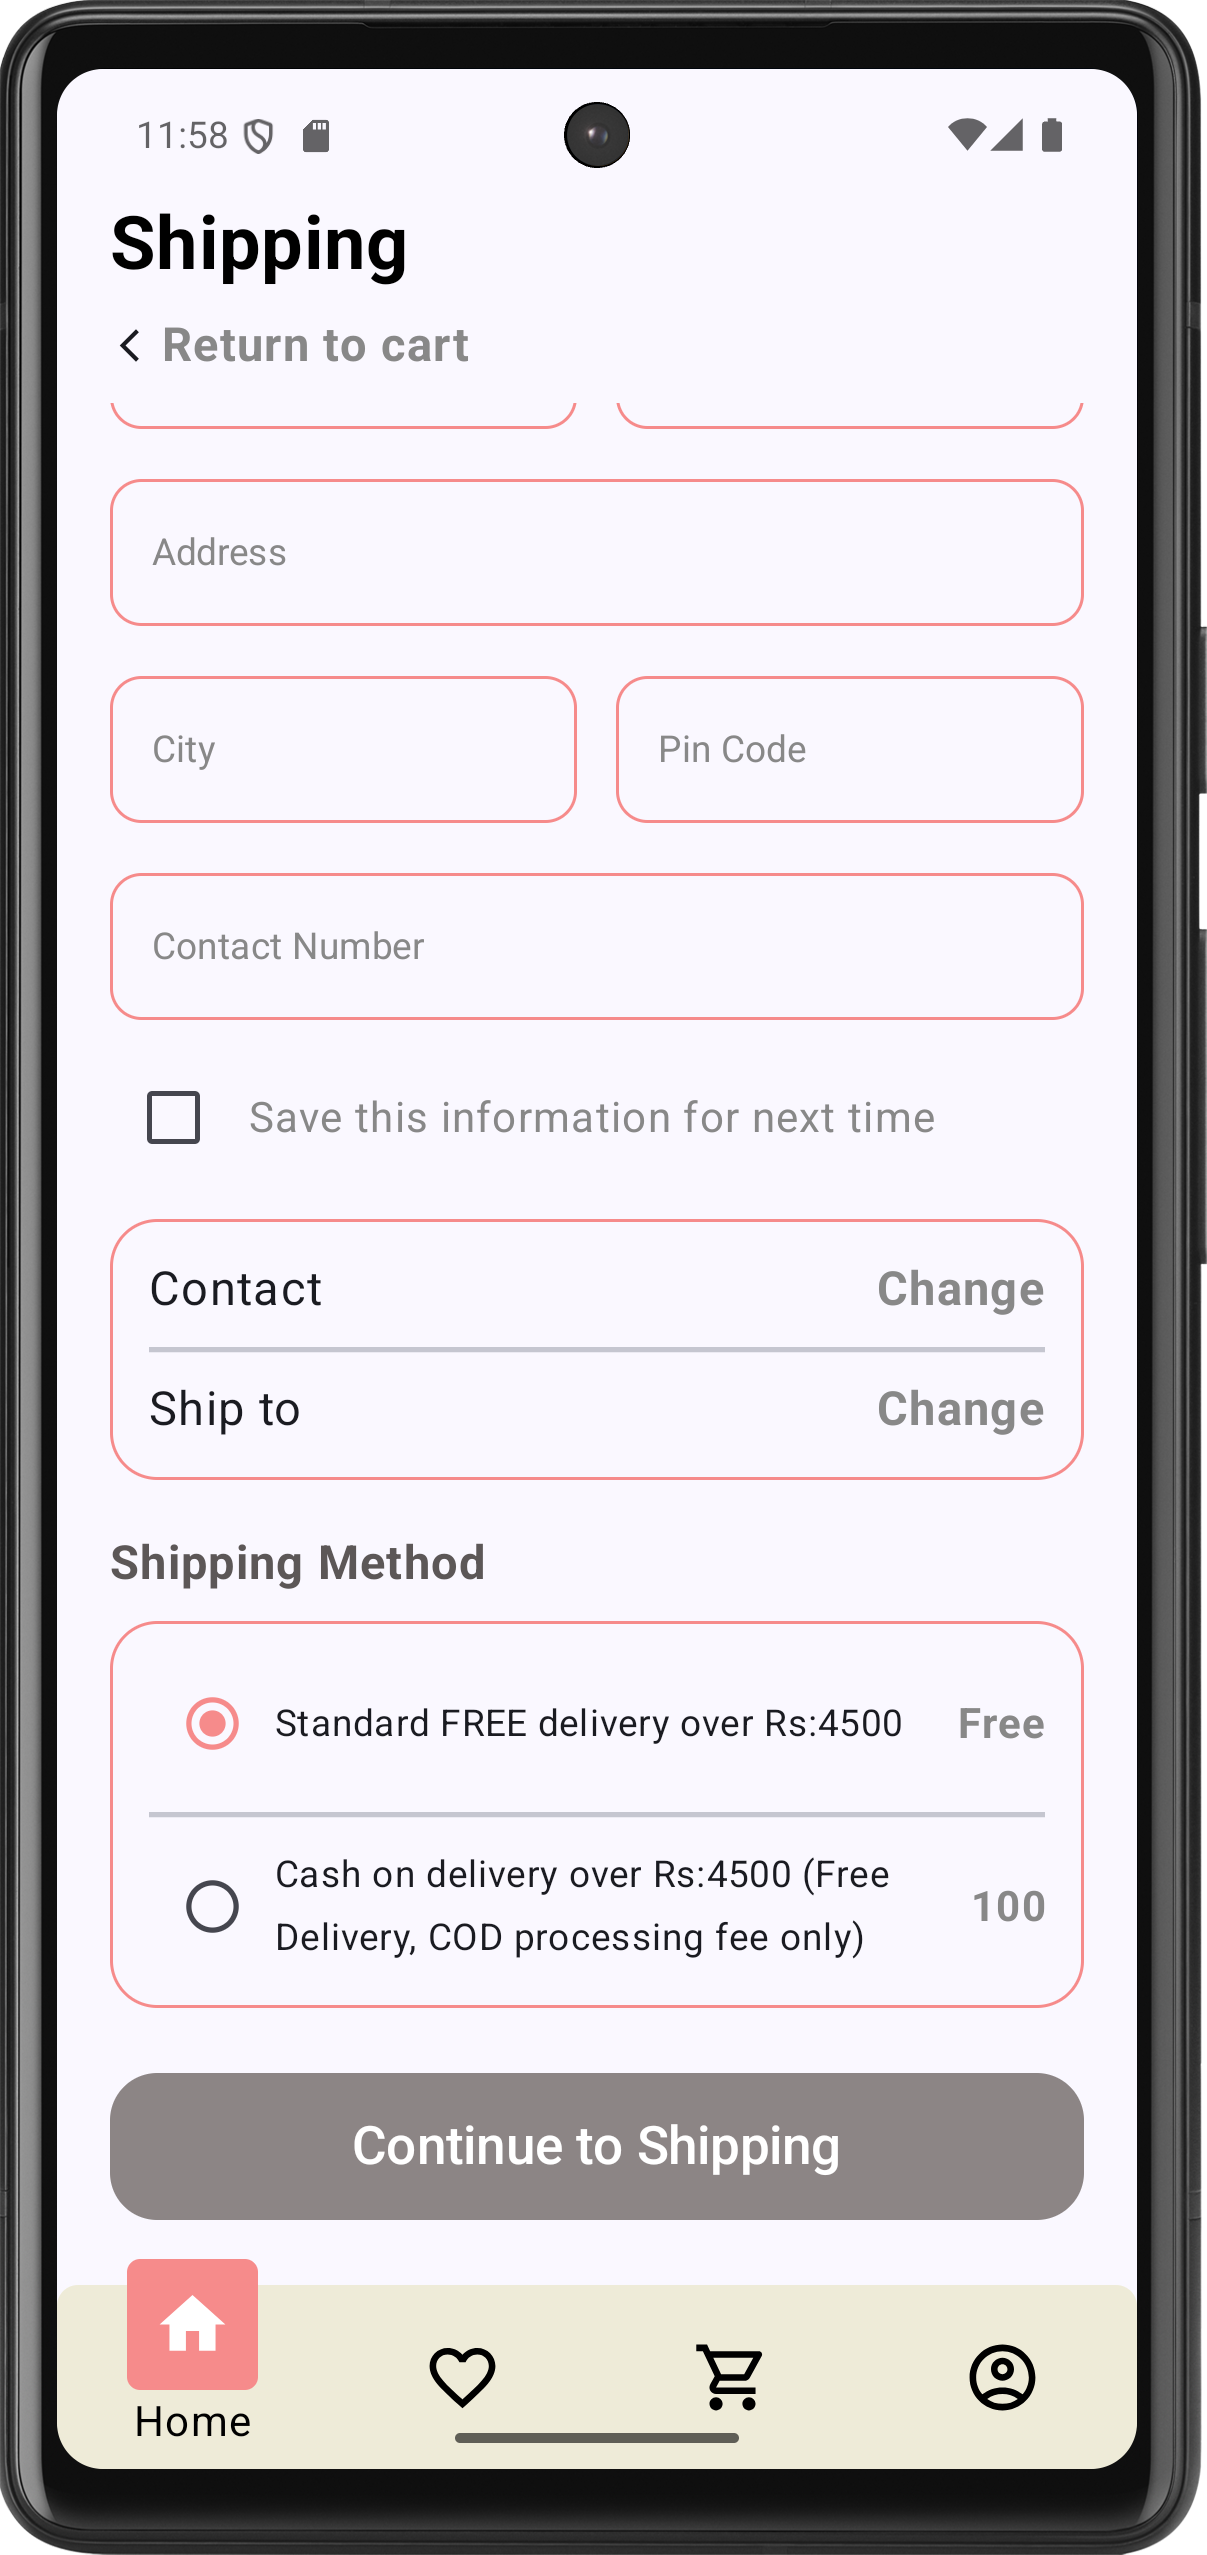 11:58
Shipping
Return to cart
Address
City
Pin Code
Contact Number
Save this information for next time
Contact
Change
Ship to
Change
Shipping Method
Standard FREE delivery over Rs:4500
Free
Cash on delivery over Rs:4500 (Free
Delivery, COD processing fee only)
100
Continue to Shipping
Home